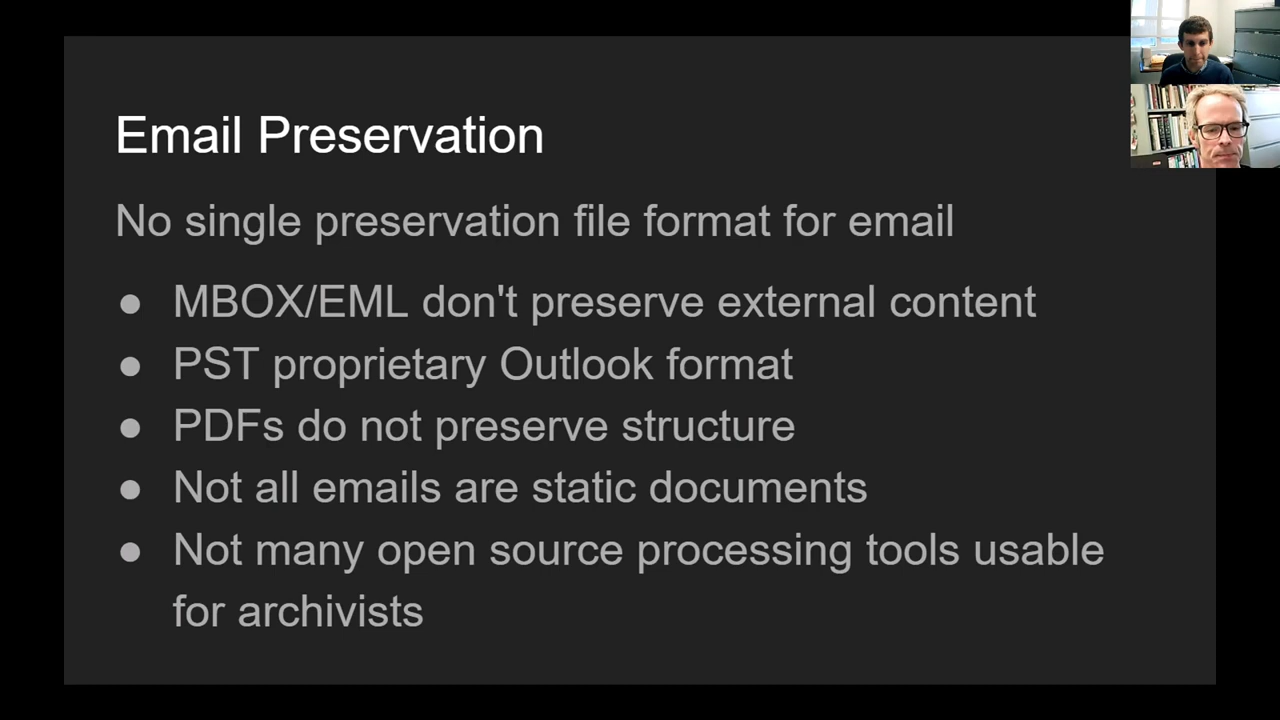 Email Preservation
No single preservation file format for email
● MBOX/EML don't preserve external content
● PST proprietary Outlook format
● PDFs do not preserve structure
● Not all emails are static documents
● Not many open source processing tools usable
for archivists